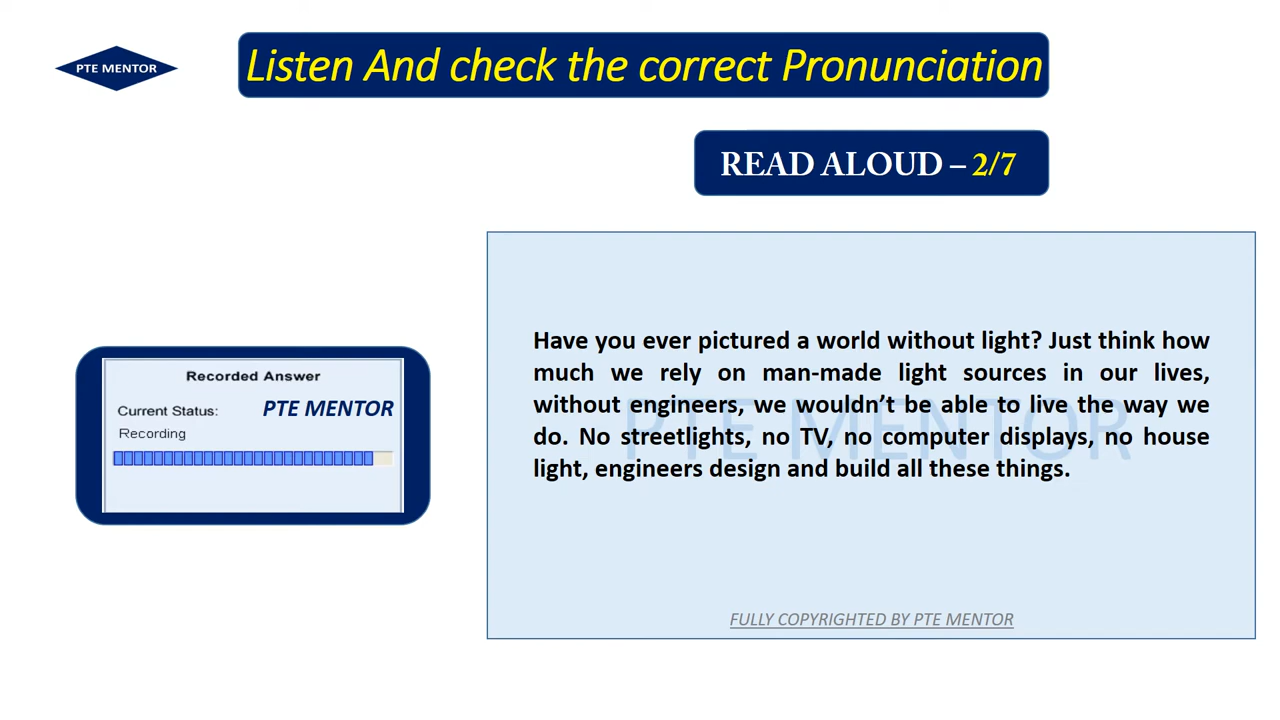 PTE MENTOR
Listen And check the correct Pronunciation
READ ALOUD – 2/7
Recorded Answer
Current Status: PTE MENTOR
Recording
Have you ever pictured a world without light? Just think how
much we rely on man-made light sources in our lives,
without engineers, we wouldn’t be able to live the way we
do. No streetlights, no TV, no computer displays, no house
light, engineers design and build all these things.
PTE MENTOR
FULLY COPYRIGHTED BY PTE MENTOR